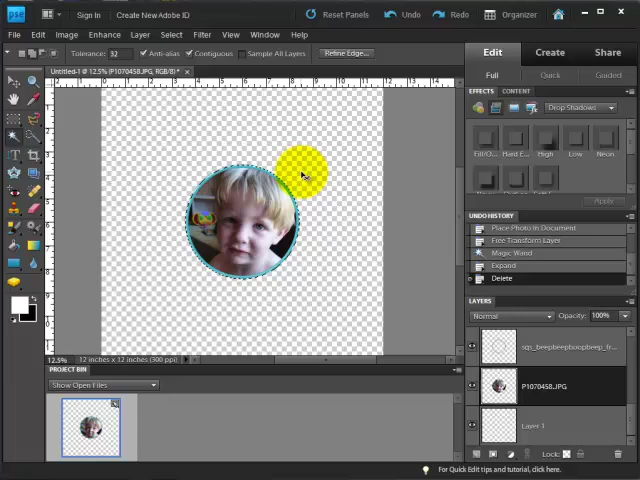 pse Sign In Create New Adobe ID Reset Panels Undo Redo Organizer
File Edit Image Enhance Layer Select Filter View Window Help Edit Create Share
Tolerance: 32 Anti-alias Contiguous Sample All Layers Refine Edge...
Untitled-1 @ 12.5% (P1070458.JPG, RGB/8) * ×
Full Quick Guided
EFFECTS CONTENT
Drop Shadows
Fill/O... Hard E... High Low Neon
Apply
UNDO HISTORY
Place Photo In Document
Free Transform Layer
Magic Wand
Expand
Delete
LAYERS
Normal Opacity: 100%
sqs_beepbeepboopbeep_fr...
P1070458.JPG
Layer 1
Lock:
12.5% 12 inches x 12 inches (300 ppi)
PROJECT BIN
Show Open Files
For Quick Edit tips and tutorial, click here.